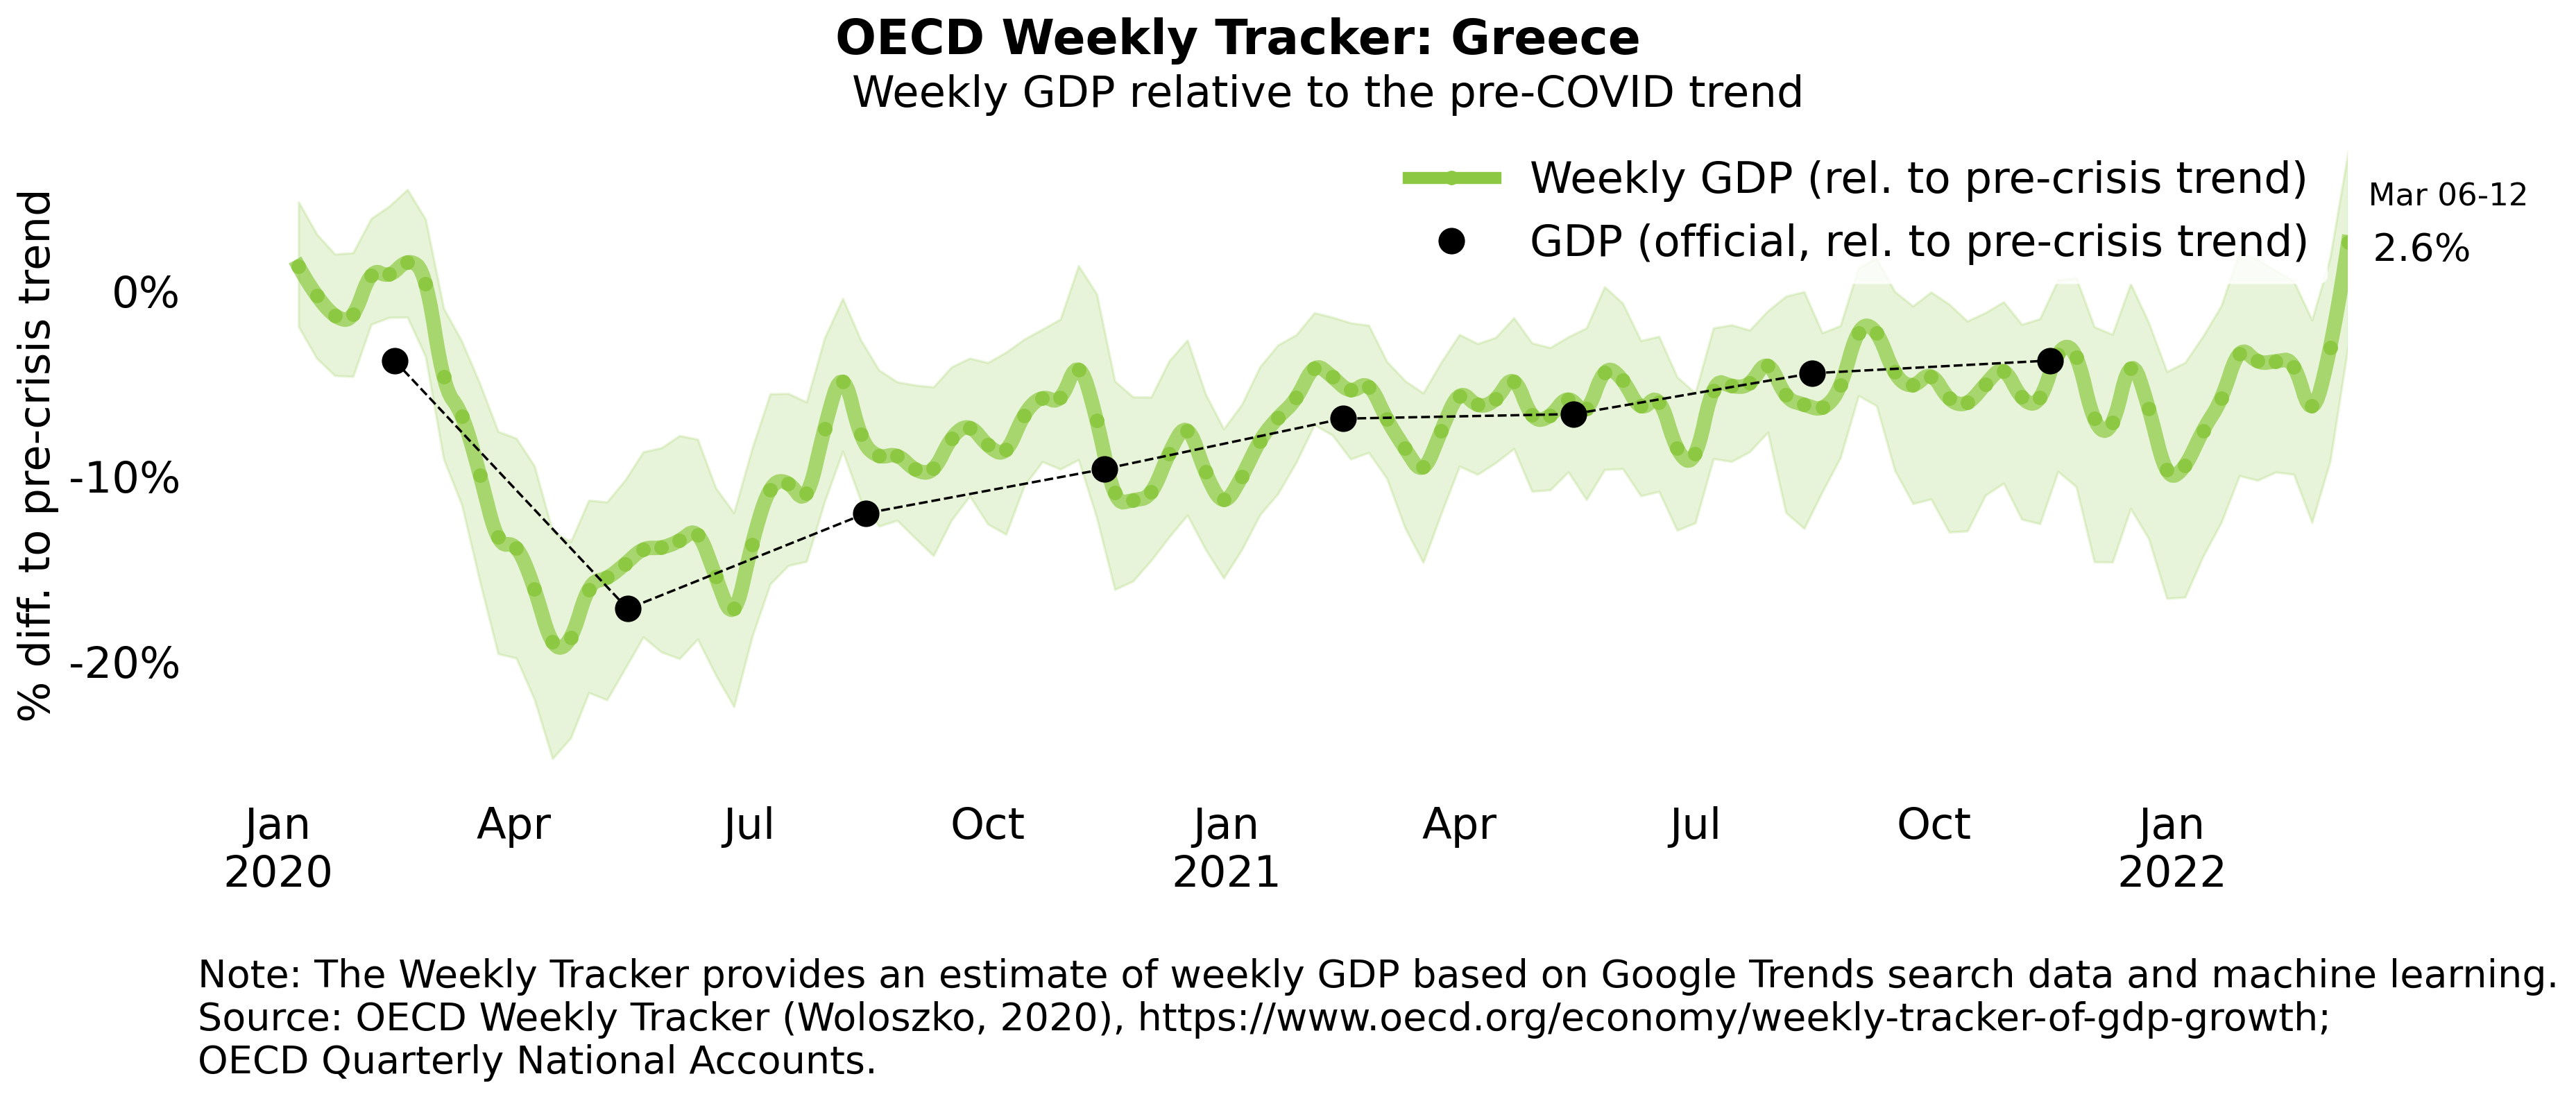 OECD Weekly Tracker: Greece
Weekly GDP relative to the pre-COVID trend
Weekly GDP (rel. to pre-crisis trend)
GDP (official, rel. to pre-crisis trend)
Mar 06-12
2.6%
% diff. to pre-crisis trend
0%
-10%
-20%
Jan Apr Jul Oct Jan Apr Jul Oct Jan
2020 2021 2022
Note: The Weekly Tracker provides an estimate of weekly GDP based on Google Trends search data and machine learning.
Source: OECD Weekly Tracker (Woloszko, 2020), https://www.oecd.org/economy/weekly-tracker-of-gdp-growth;
OECD Quarterly National Accounts.